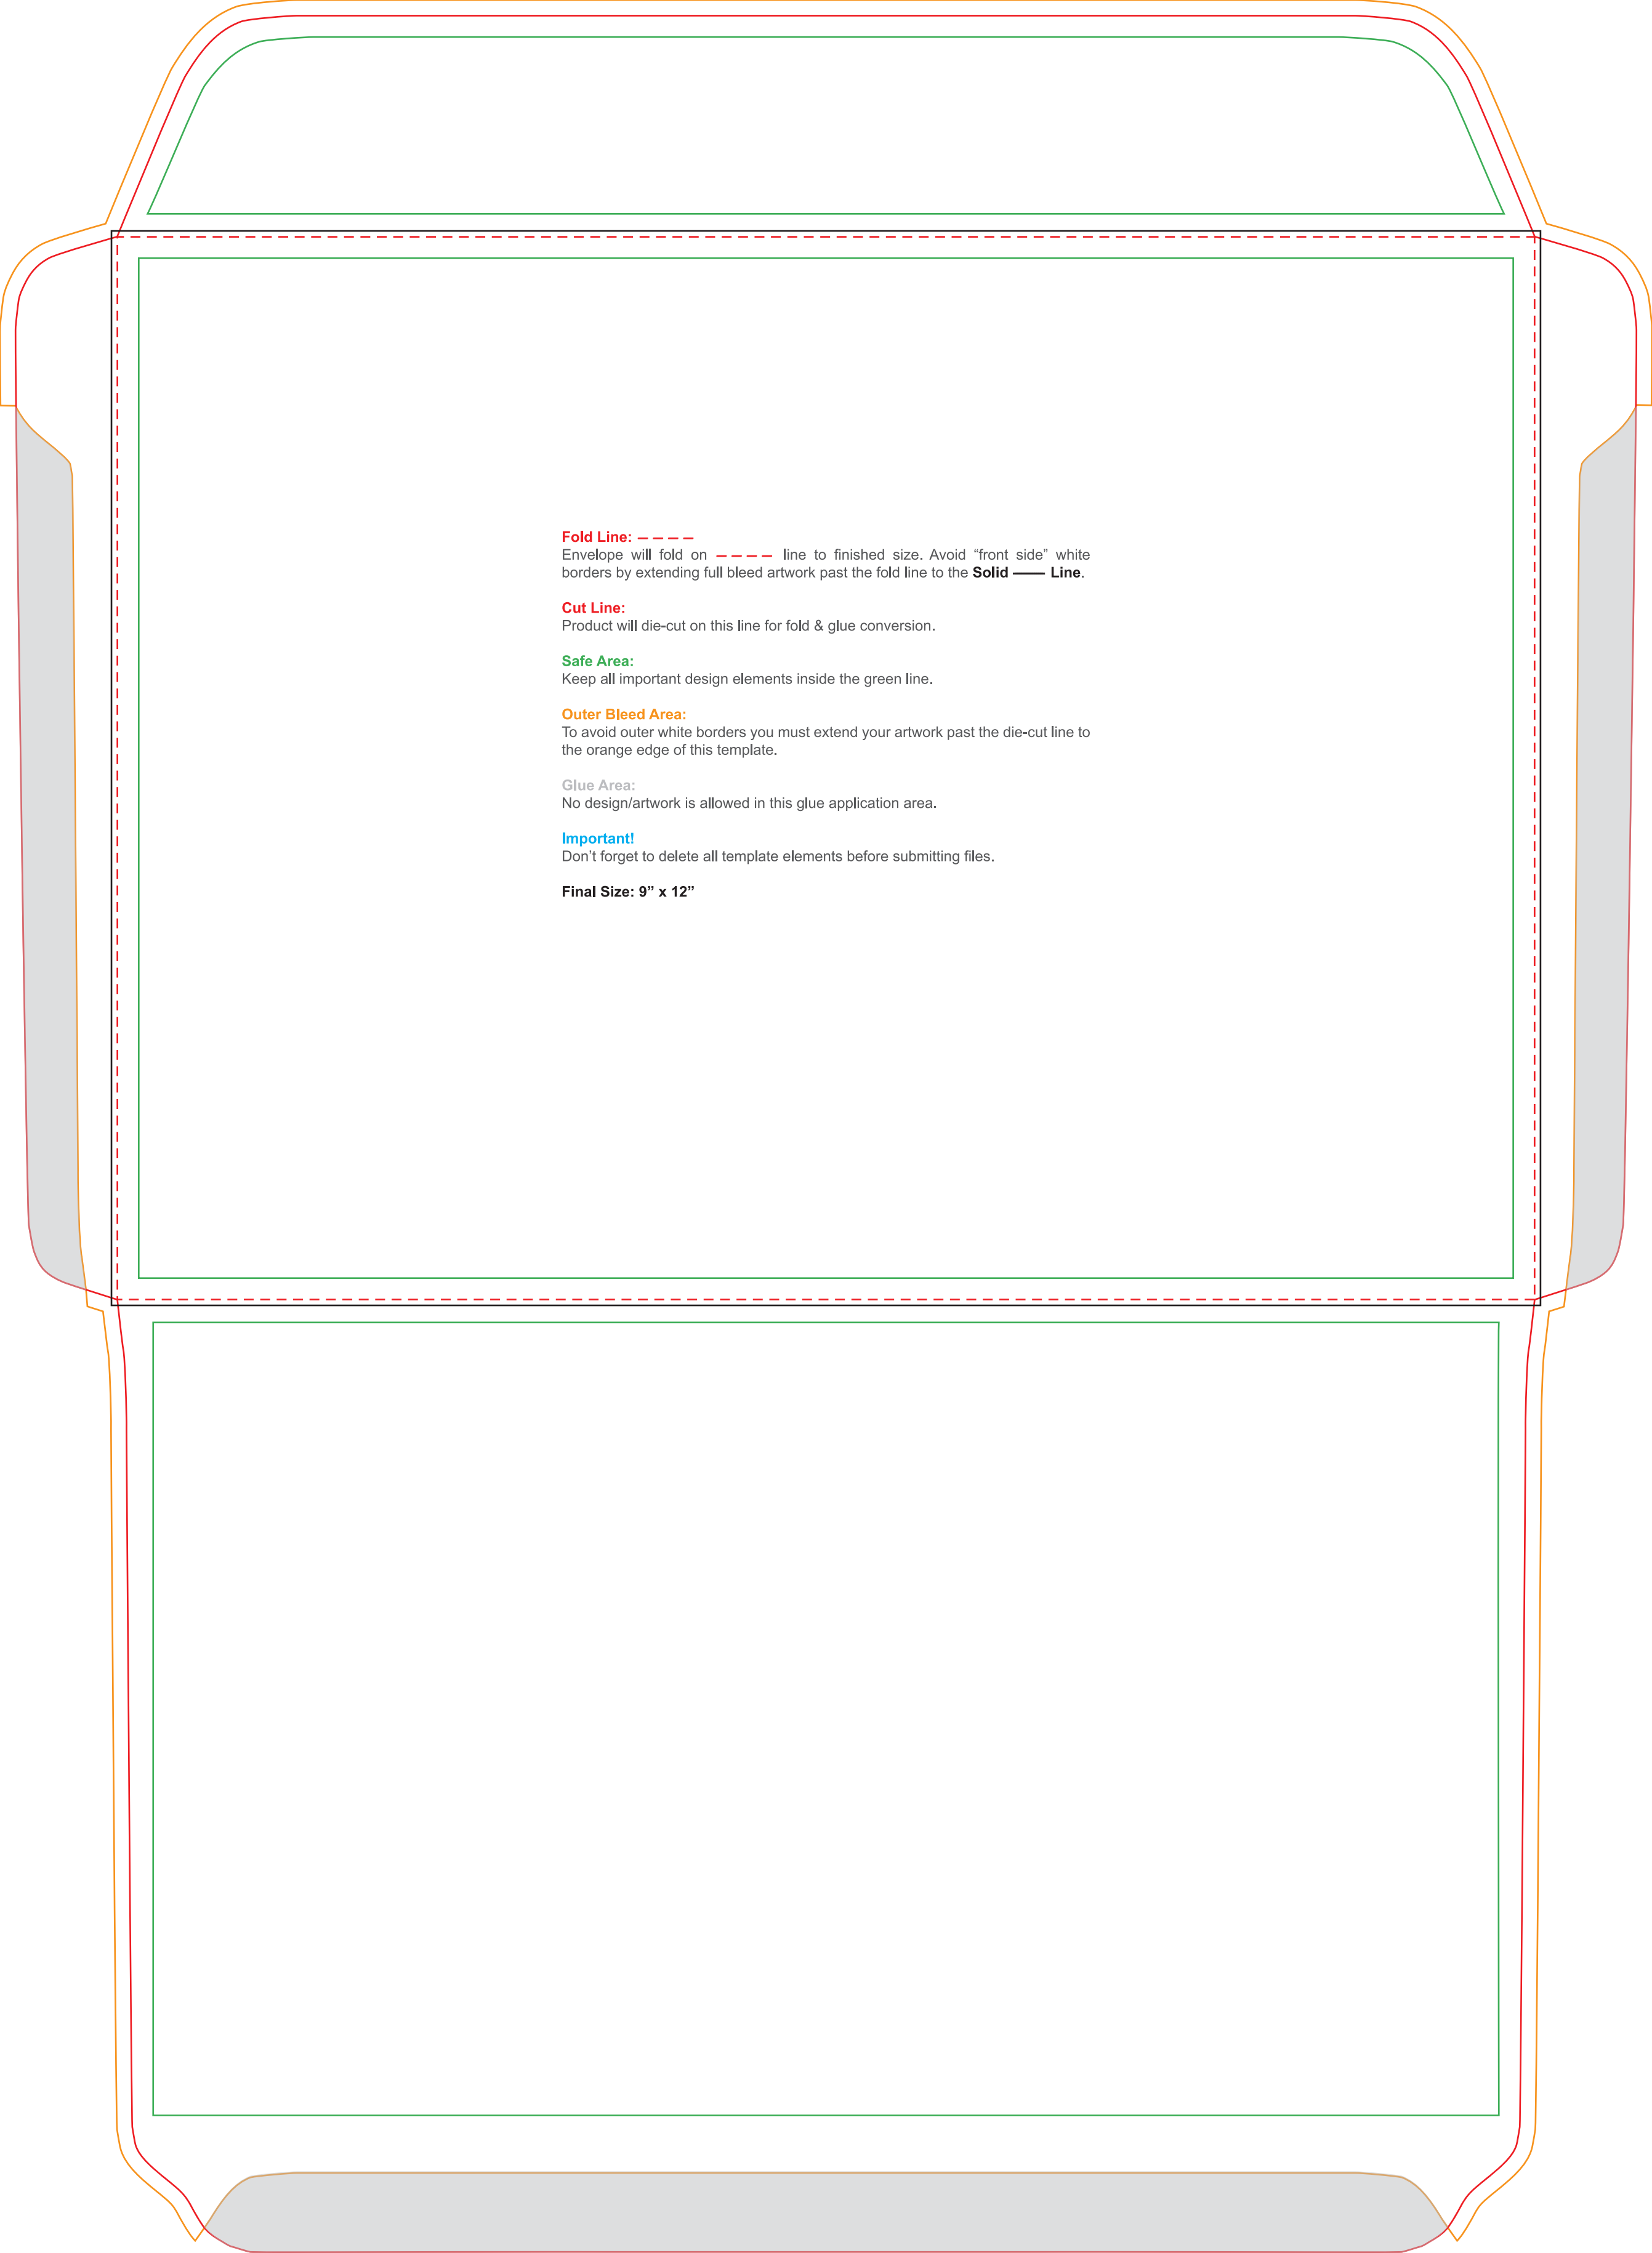 Fold Line: – – – –
Envelope will fold on – – – – line to finished size. Avoid “front side” white
borders by extending full bleed artwork past the fold line to the Solid —— Line.
Cut Line:
Product will die-cut on this line for fold & glue conversion.
Safe Area:
Keep all important design elements inside the green line.
Outer Bleed Area:
To avoid outer white borders you must extend your artwork past the die-cut line to
the orange edge of this template.
Glue Area:
No design/artwork is allowed in this glue application area.
Important!
Don’t forget to delete all template elements before submitting files.
Final Size: 9” x 12”